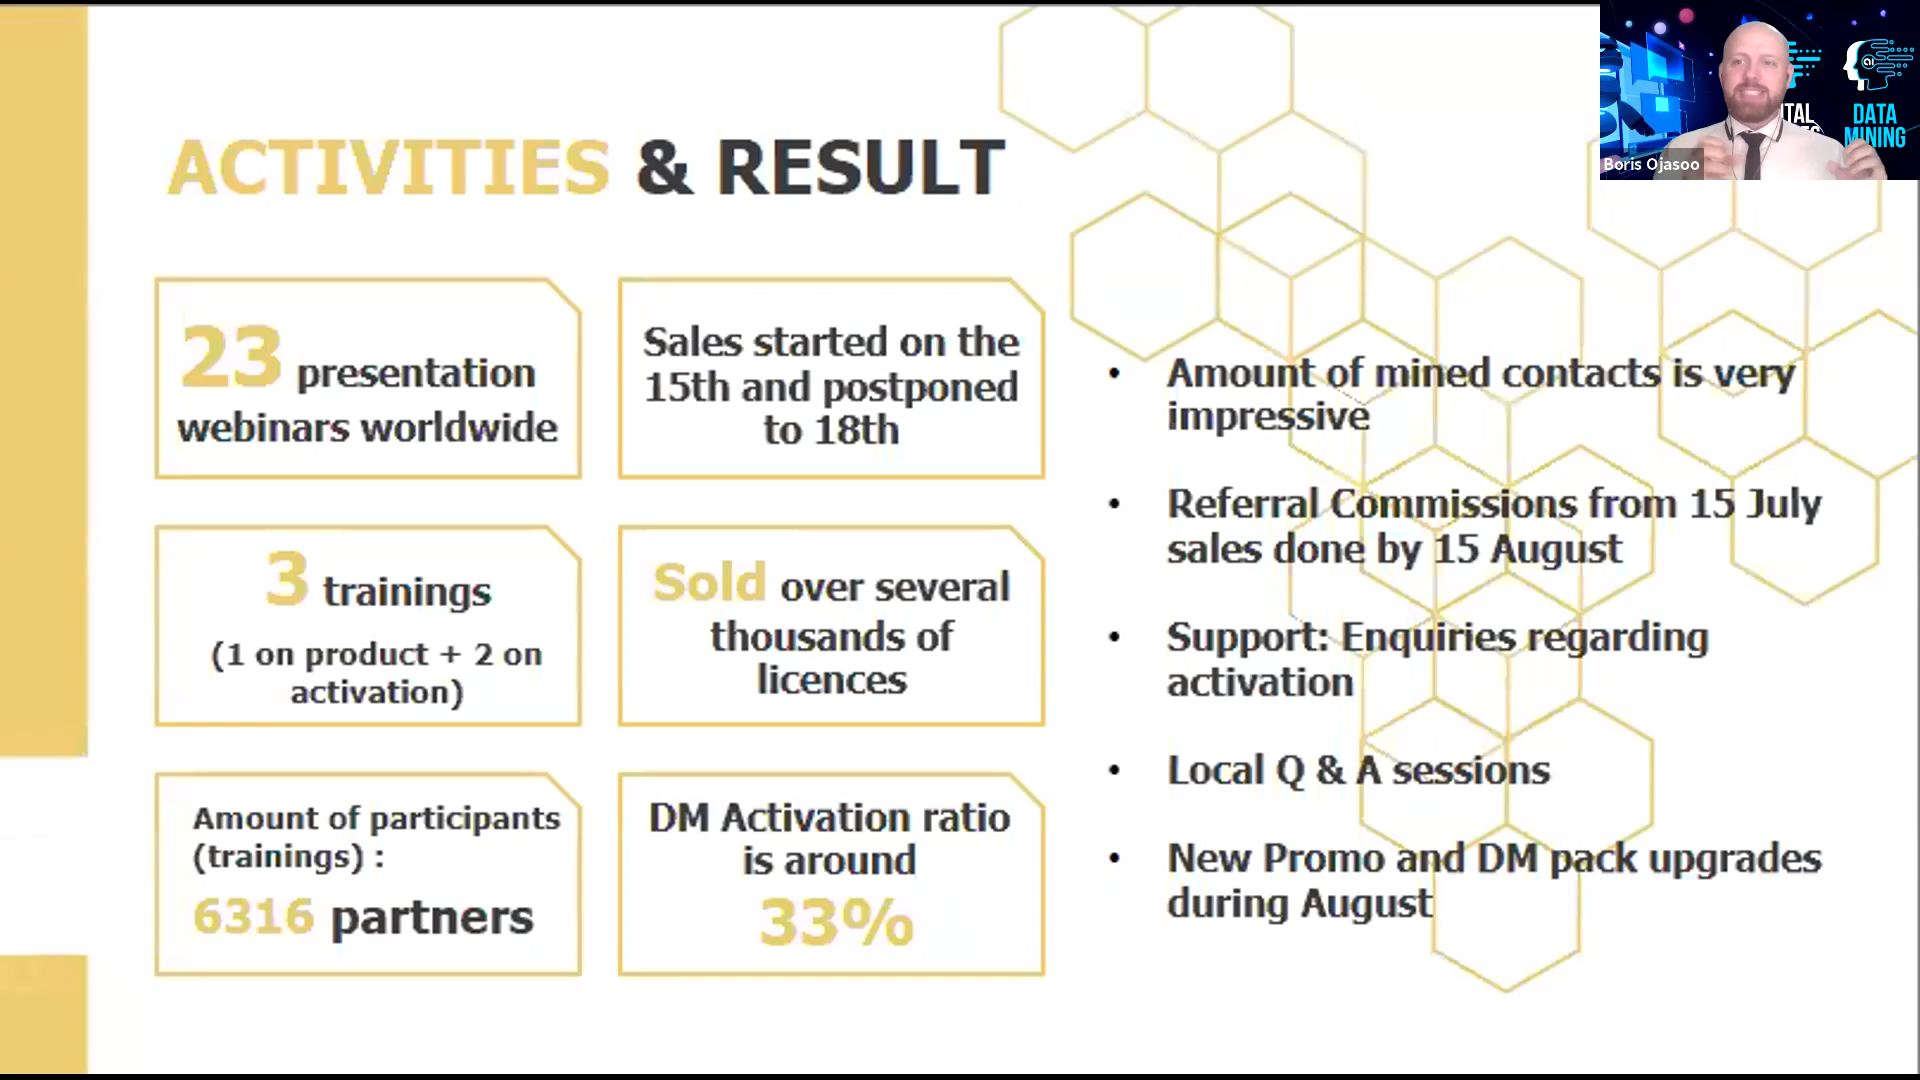 ACTIVITIES & RESULT
23 presentation
webinars worldwide
Sales started on the
15th and postponed
to 18th
3 trainings
(1 on product + 2 on
activation)
Sold over several
thousands of
licences
Amount of participants
(trainings) :
6316 partners
DM Activation ratio
is around
33%
• Amount of mined contacts is very
impressive
• Referral Commissions from 15 July
sales done by 15 August
• Support: Enquiries regarding
activation
• Local Q & A sessions
• New Promo and DM pack upgrades
during August
ai
DATA
MINING
Boris Ojasoo